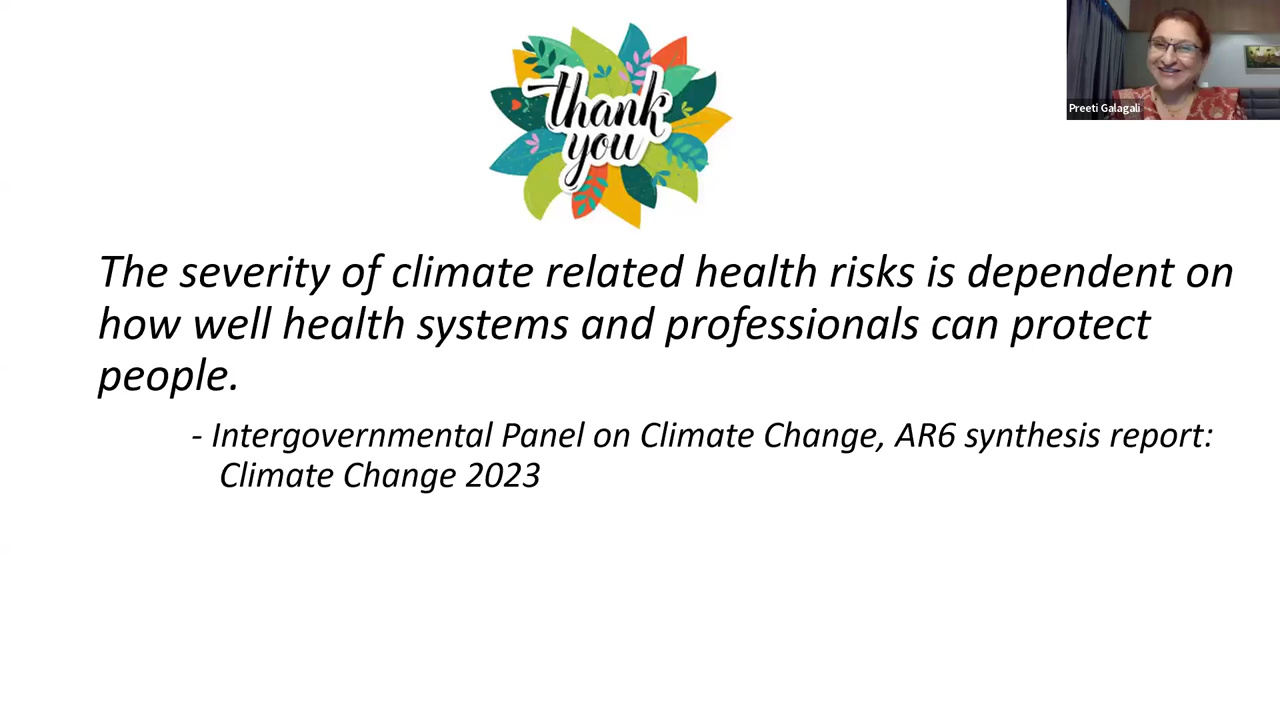 thank
you
Preeti Galagali
The severity of climate related health risks is dependent on
how well health systems and professionals can protect
people.
- Intergovernmental Panel on Climate Change, AR6 synthesis report:
Climate Change 2023